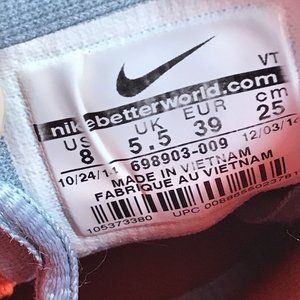 VT
nikebetterworld.com
US UK EUR cm
8 5.5 39 25
10/24/14 698903-009 12/03/14
MADE IN VIETNAM
FABRIQUE AU VIETNAM
105373380
UPC